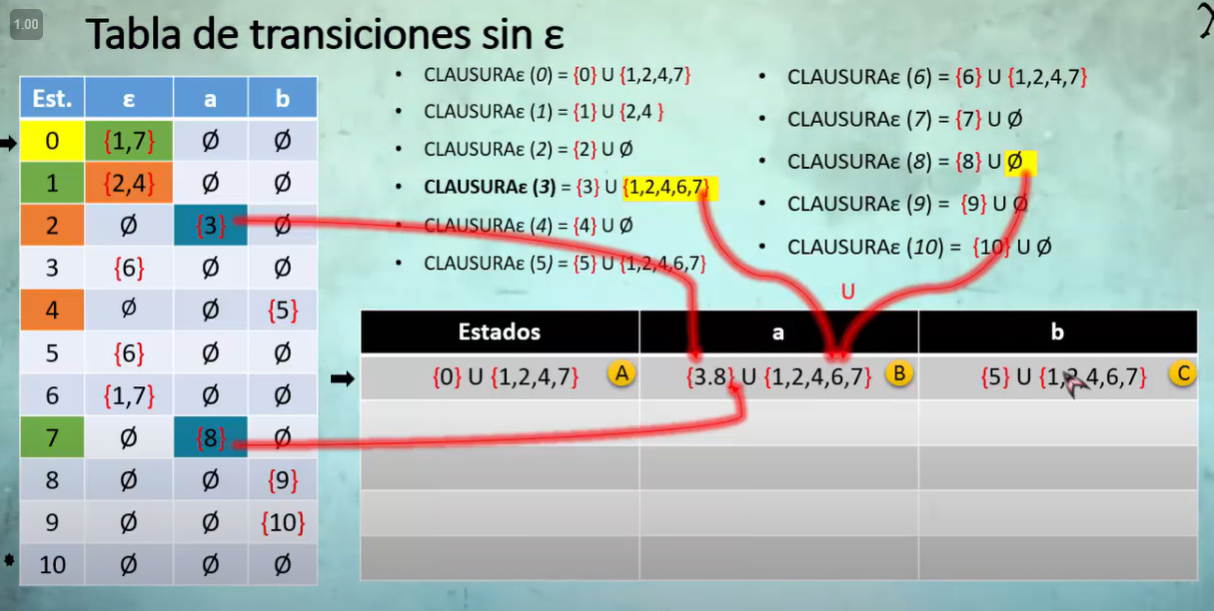 1.00
Tabla de transiciones sin ε
Est. ε a b
0 {1,7} Ø Ø
1 {2,4} Ø Ø
2 Ø {3} Ø
3 {6} Ø Ø
4 Ø Ø {5}
5 {6} Ø Ø
6 {1,7} Ø Ø
7 Ø {8} Ø
8 Ø Ø {9}
9 Ø Ø {10}
10 Ø Ø Ø
• CLAUSURAε (0) = {0} U {1,2,4,7}
• CLAUSURAε (1) = {1} U {2,4 }
• CLAUSURAε (2) = {2} U Ø
• CLAUSURAε (3) = {3} U {1,2,4,6,7}
• CLAUSURAε (4) = {4} U Ø
• CLAUSURAε (5) = {5} U {1,2,4,6,7}
• CLAUSURAε (6) = {6} U {1,2,4,7}
• CLAUSURAε (7) = {7} U Ø
• CLAUSURAε (8) = {8} U Ø
• CLAUSURAε (9) = {9} U Ø
• CLAUSURAε (10) = {10} U Ø
U
Estados a b
{0} U {1,2,4,7} A {3.8} U {1,2,4,6,7} B {5} U {1,2,4,6,7} C